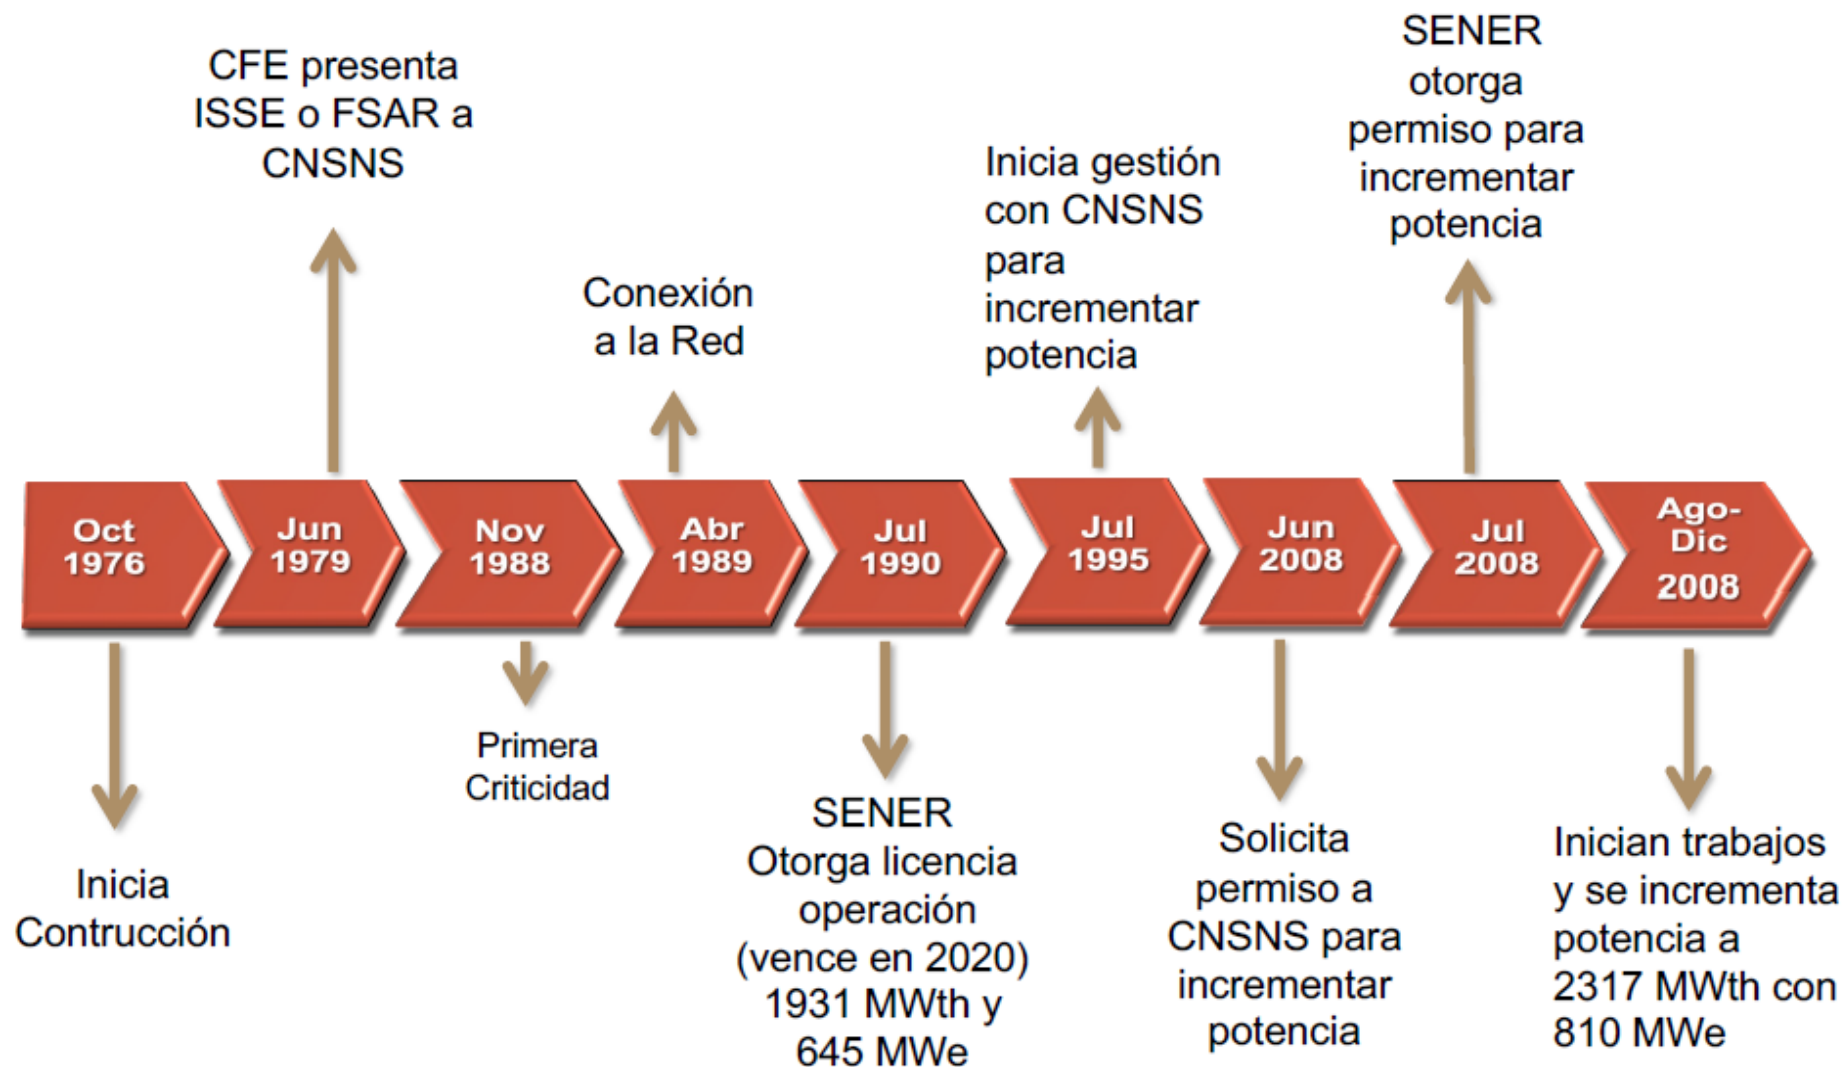 CFE presenta
ISSE o FSAR a
CNSNS
Conexión
a la Red
Inicia gestión
con CNSNS
para
incrementar
potencia
SENER
otorga
permiso para
incrementar
potencia
Oct
1976
Jun
1979
Nov
1988
Abr
1989
Jul
1990
Jul
1995
Jun
2008
Jul
2008
Ago-
Dic
2008
Inicia
Contrucción
Primera
Criticidad
SENER
Otorga licencia
operación
(vence en 2020)
1931 MWth y
645 MWe
Solicita
permiso a
CNSNS para
incrementar
potencia
Inician trabajos
y se incrementa
potencia a
2317 MWth con
810 MWe